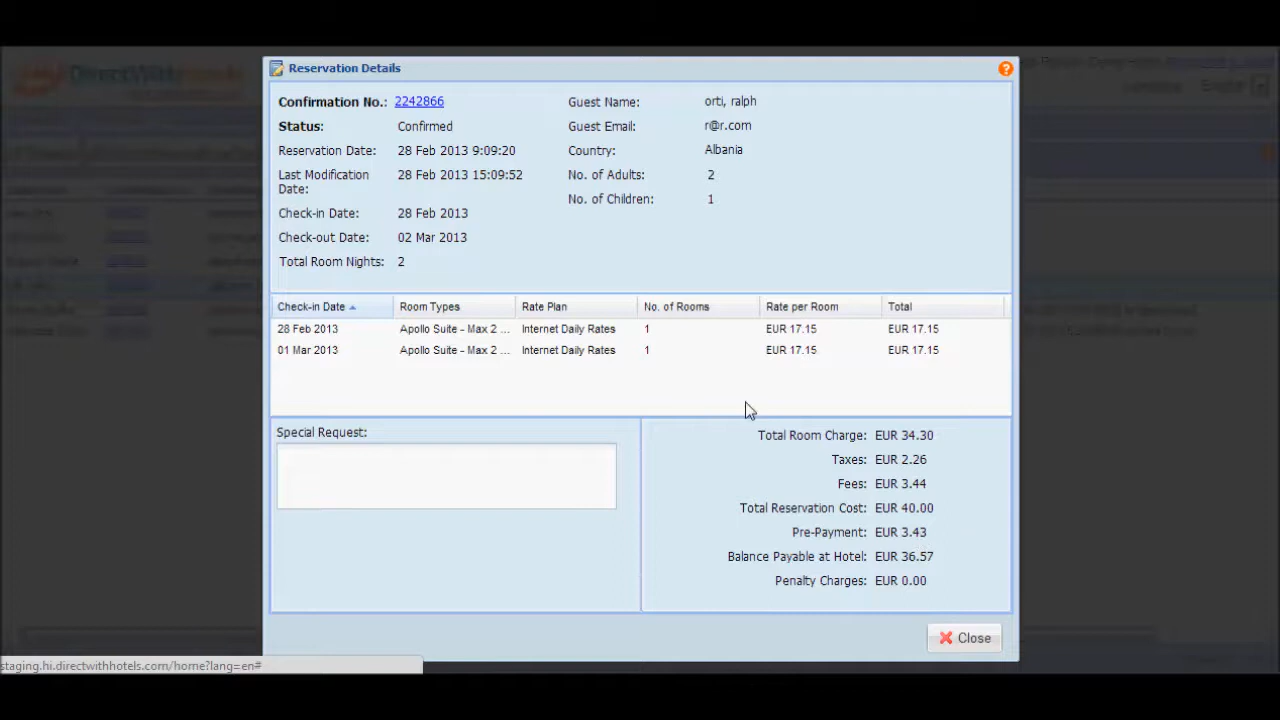 Reservation Details
Confirmation No.: 2242866
Guest Name: orti, ralph
Status: Confirmed
Guest Email: r@r.com
Reservation Date: 28 Feb 2013 9:09:20
Country: Albania
Last Modification Date: 28 Feb 2013 15:09:52
No. of Adults: 2
No. of Children: 1
Check-in Date: 28 Feb 2013
Check-out Date: 02 Mar 2013
Total Room Nights: 2
Check-in Date Room Types Rate Plan No. of Rooms Rate per Room Total
28 Feb 2013 Apollo Suite - Max 2 ... Internet Daily Rates 1 EUR 17.15 EUR 17.15
01 Mar 2013 Apollo Suite - Max 2 ... Internet Daily Rates 1 EUR 17.15 EUR 17.15
Special Request:
Total Room Charge: EUR 34.30
Taxes: EUR 2.26
Fees: EUR 3.44
Total Reservation Cost: EUR 40.00
Pre-Payment: EUR 3.43
Balance Payable at Hotel: EUR 36.57
Penalty Charges: EUR 0.00
Close
staging.hi.directwithhotels.com/home?lang=en#